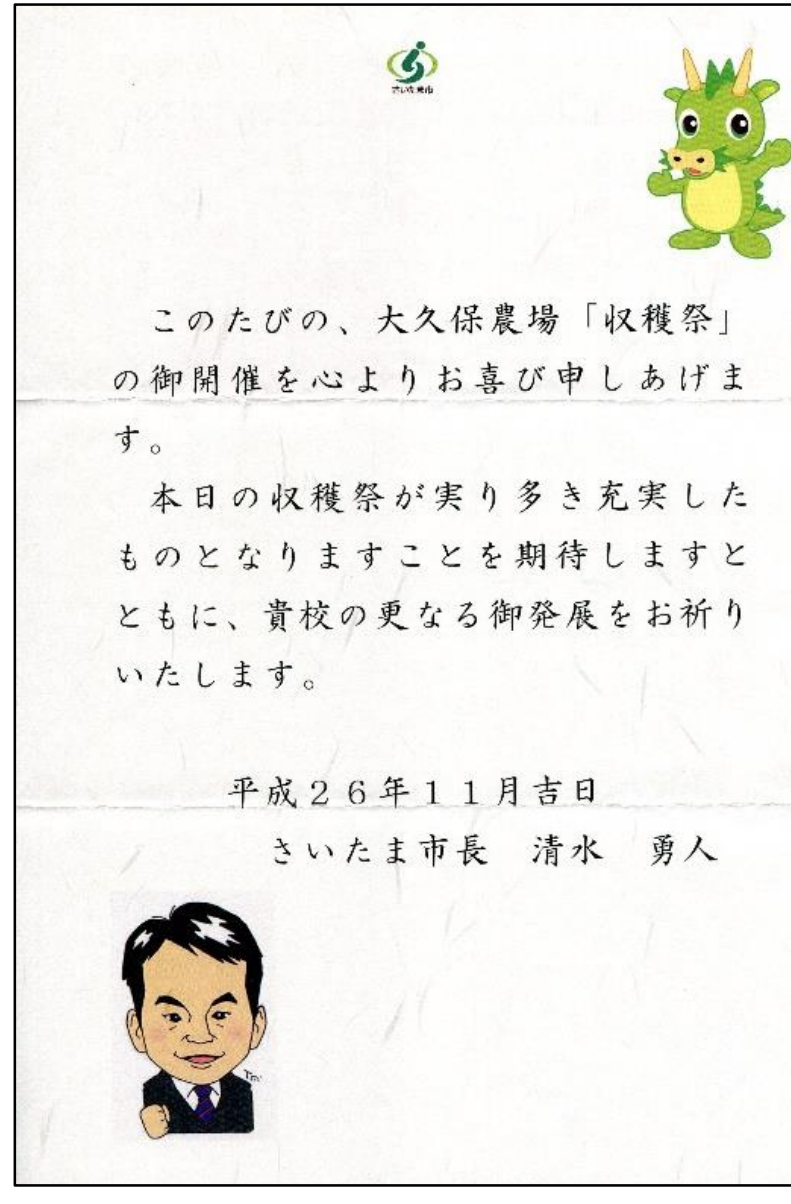 さいたま市
このたびの、大久保農場「収穫祭」
の御開催を心よりお喜び申しあげま
す。
本日の収穫祭が実り多き充実した
ものとなりますことを期待しますと
ともに、貴校の更なる御発展をお祈り
いたします。
平成26年11月吉日
さいたま市長 清水 勇人